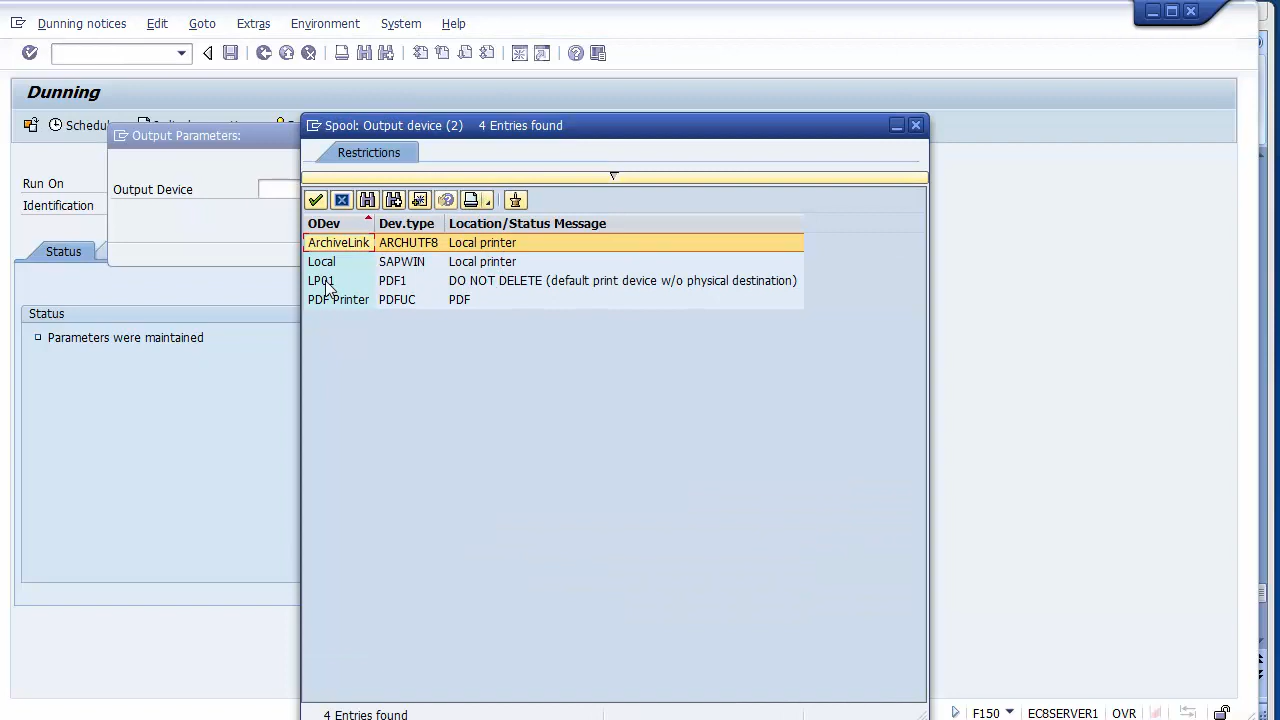 Dunning notices Edit Goto Extras Environment System Help
Dunning
Output Parameters:
Spool: Output device (2) 4 Entries found
Restrictions
Run On
Identification
Output Device
Status
ODev Dev.type Location/Status Message
ArchiveLink ARCHUTF8 Local printer
Local SAPWIN Local printer
LP01 PDF1 DO NOT DELETE (default print device w/o physical destination)
PDF Printer PDFUC PDF
Status
Parameters were maintained
4 Entries found
F150 EC8SERVER1 OVR